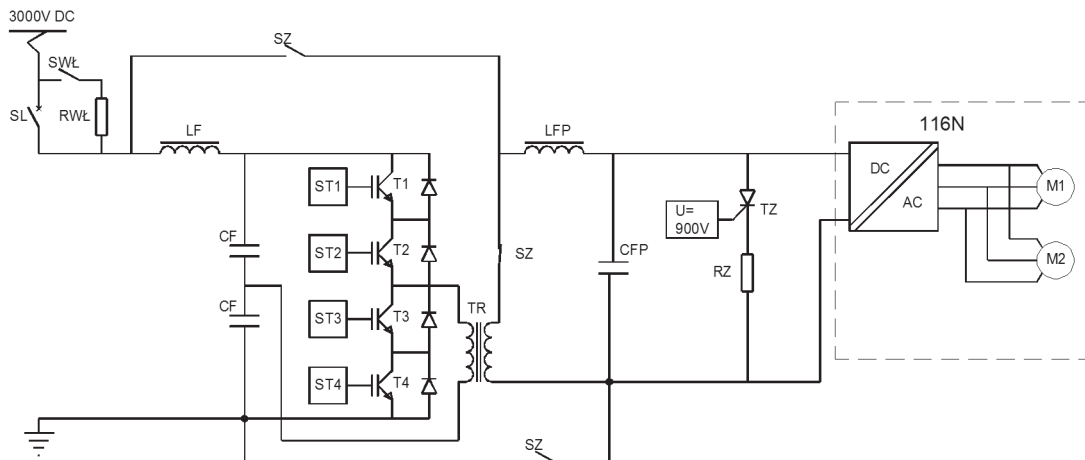 3000V DC
SWŁ
SZ
SL
RWŁ
LF
LFP
116N
ST1
T1
DC
AC
M1
U=
900V
TZ
CF
ST2
T2
SZ
CFP
RZ
M2
CF
ST3
T3
TR
ST4
T4
SZ